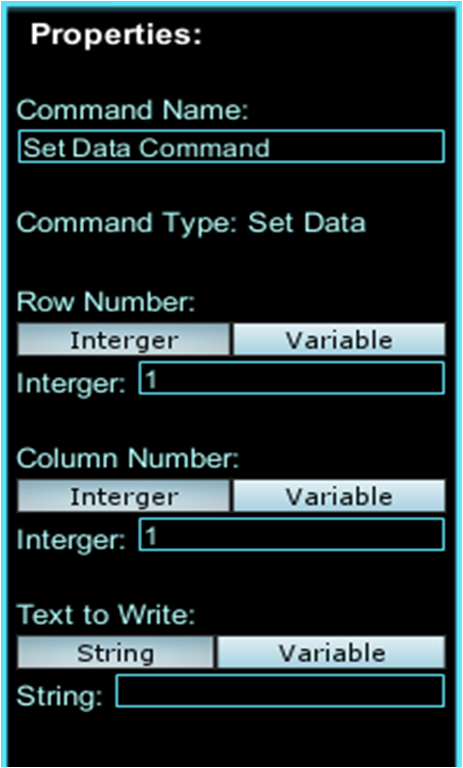 Properties:
Command Name:
Set Data Command
Command Type: Set Data
Row Number:
Interger Variable
Interger: 1
Column Number:
Interger Variable
Interger: 1
Text to Write:
String Variable
String: